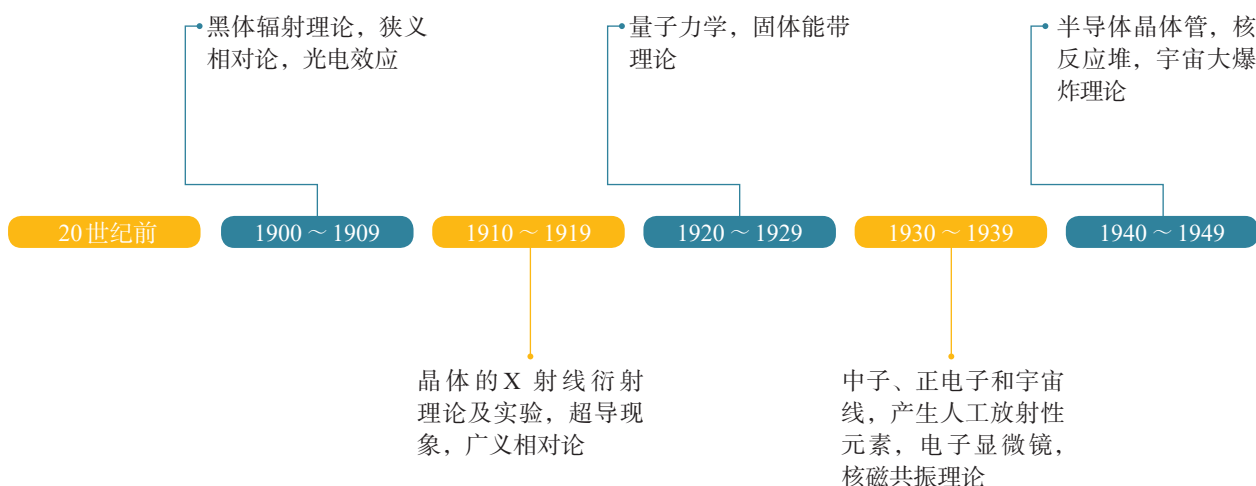 黑体辐射理论，狭义
相对论，光电效应
量子力学，固体能带
理论
半导体晶体管，核
反应堆，宇宙大爆
炸理论
20世纪前
1900～1909
1910～1919
1920～1929
1930～1939
1940～1949
晶体的X 射线衍射
理论及实验，超导现
象，广义相对论
中子、正电子和宇宙
线，产生人工放射性
元素，电子显微镜，
核磁共振理论